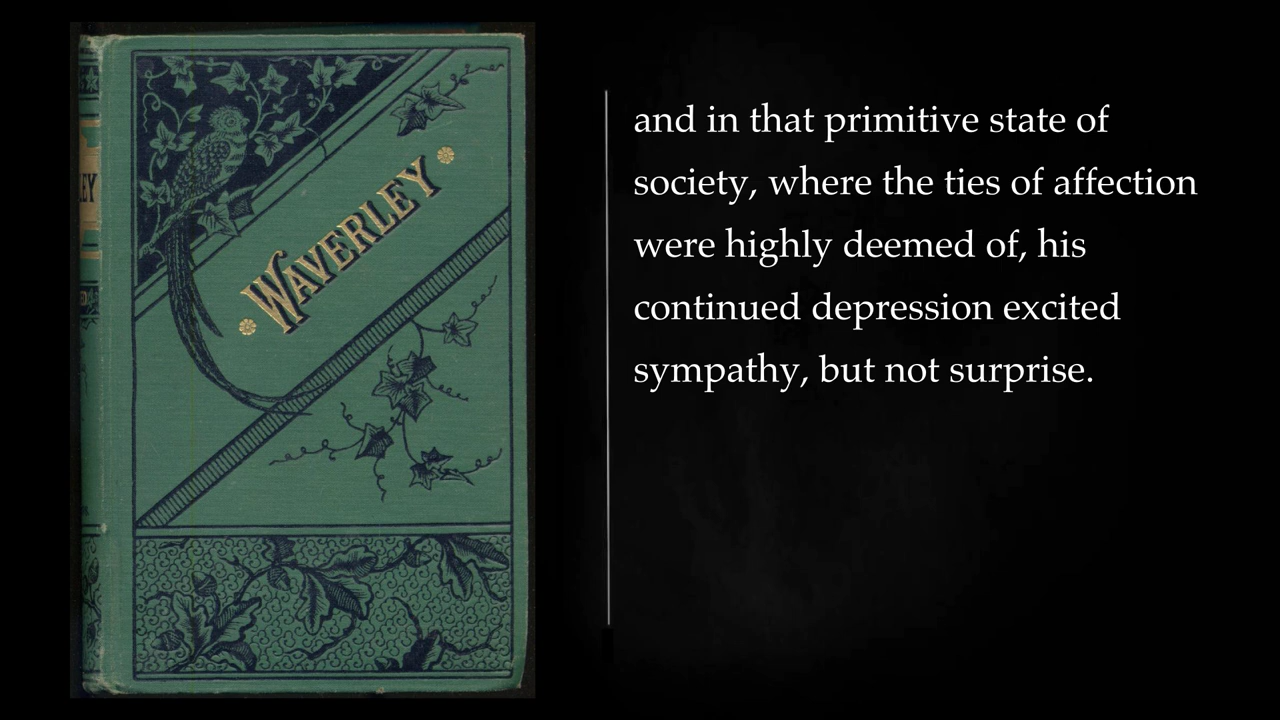 WAVERLEY
and in that primitive state of
society, where the ties of affection
were highly deemed of, his
continued depression excited
sympathy, but not surprise.